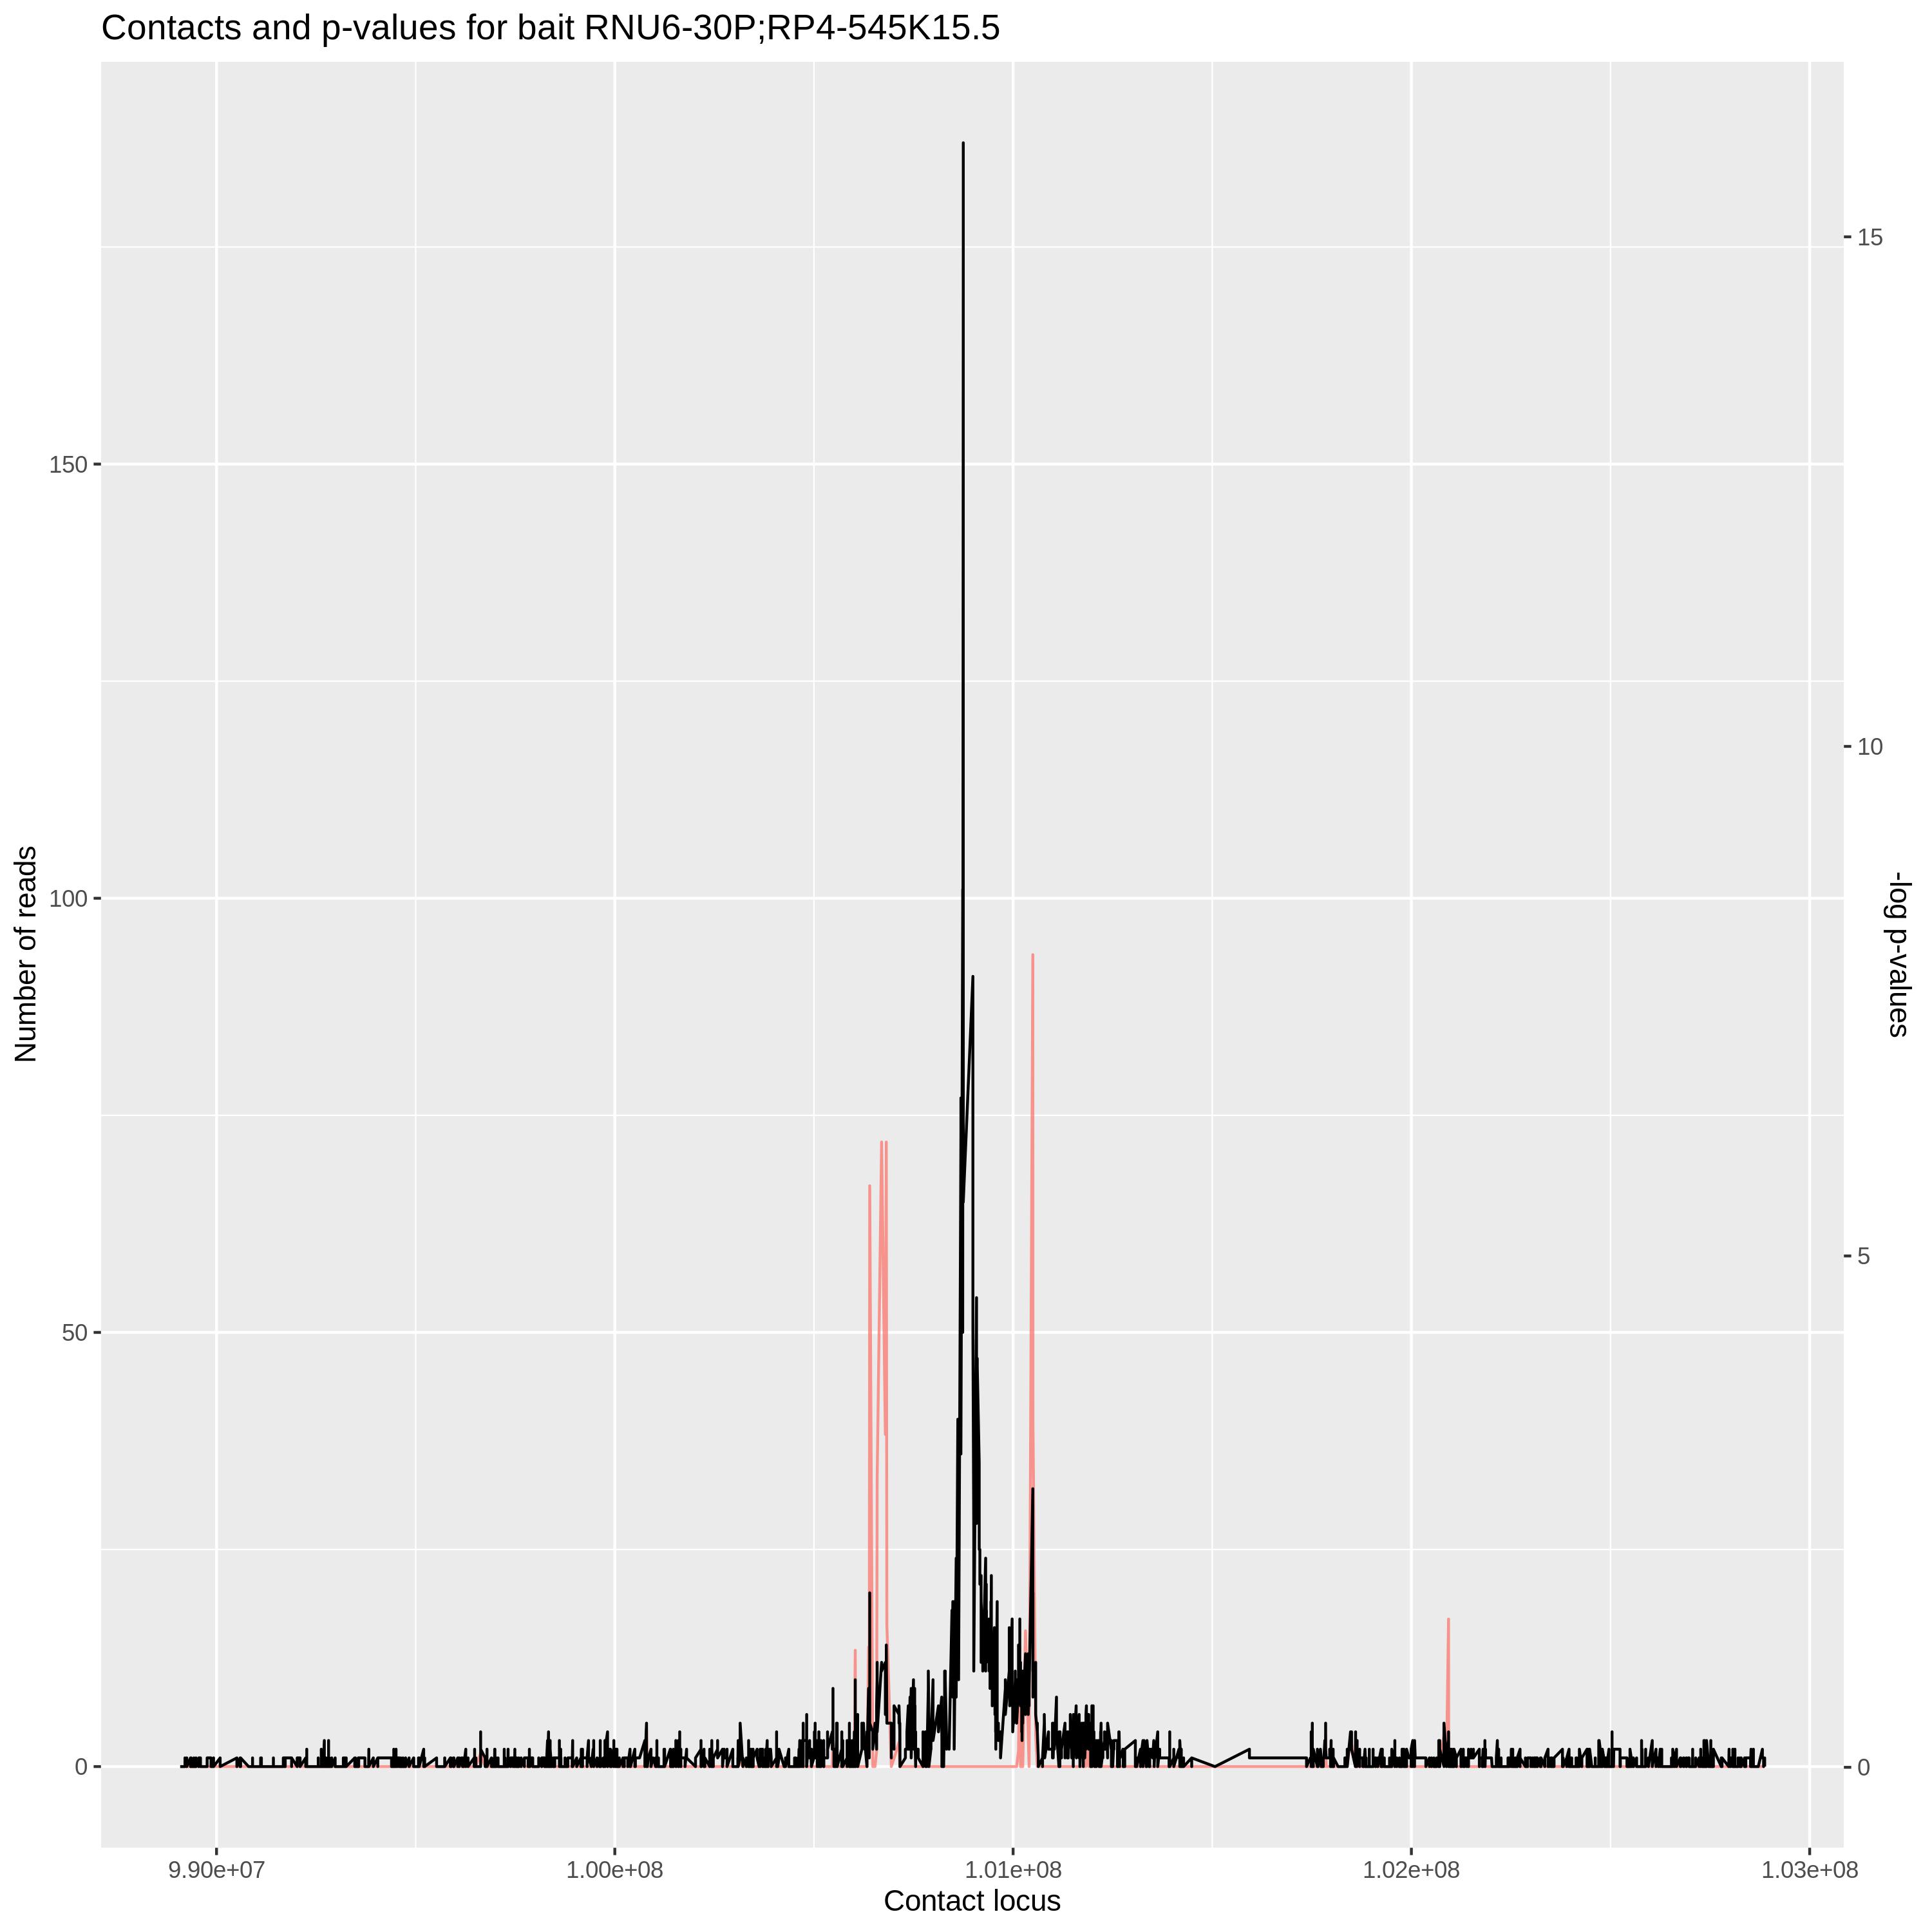 Contacts and p-values for bait RNU6-30P;RP4-545K15.5
150
100
50
0
Number of reads
15
10
5
0
-log p-values
9.90e+07
1.00e+08
1.01e+08
1.02e+08
1.03e+08
Contact locus